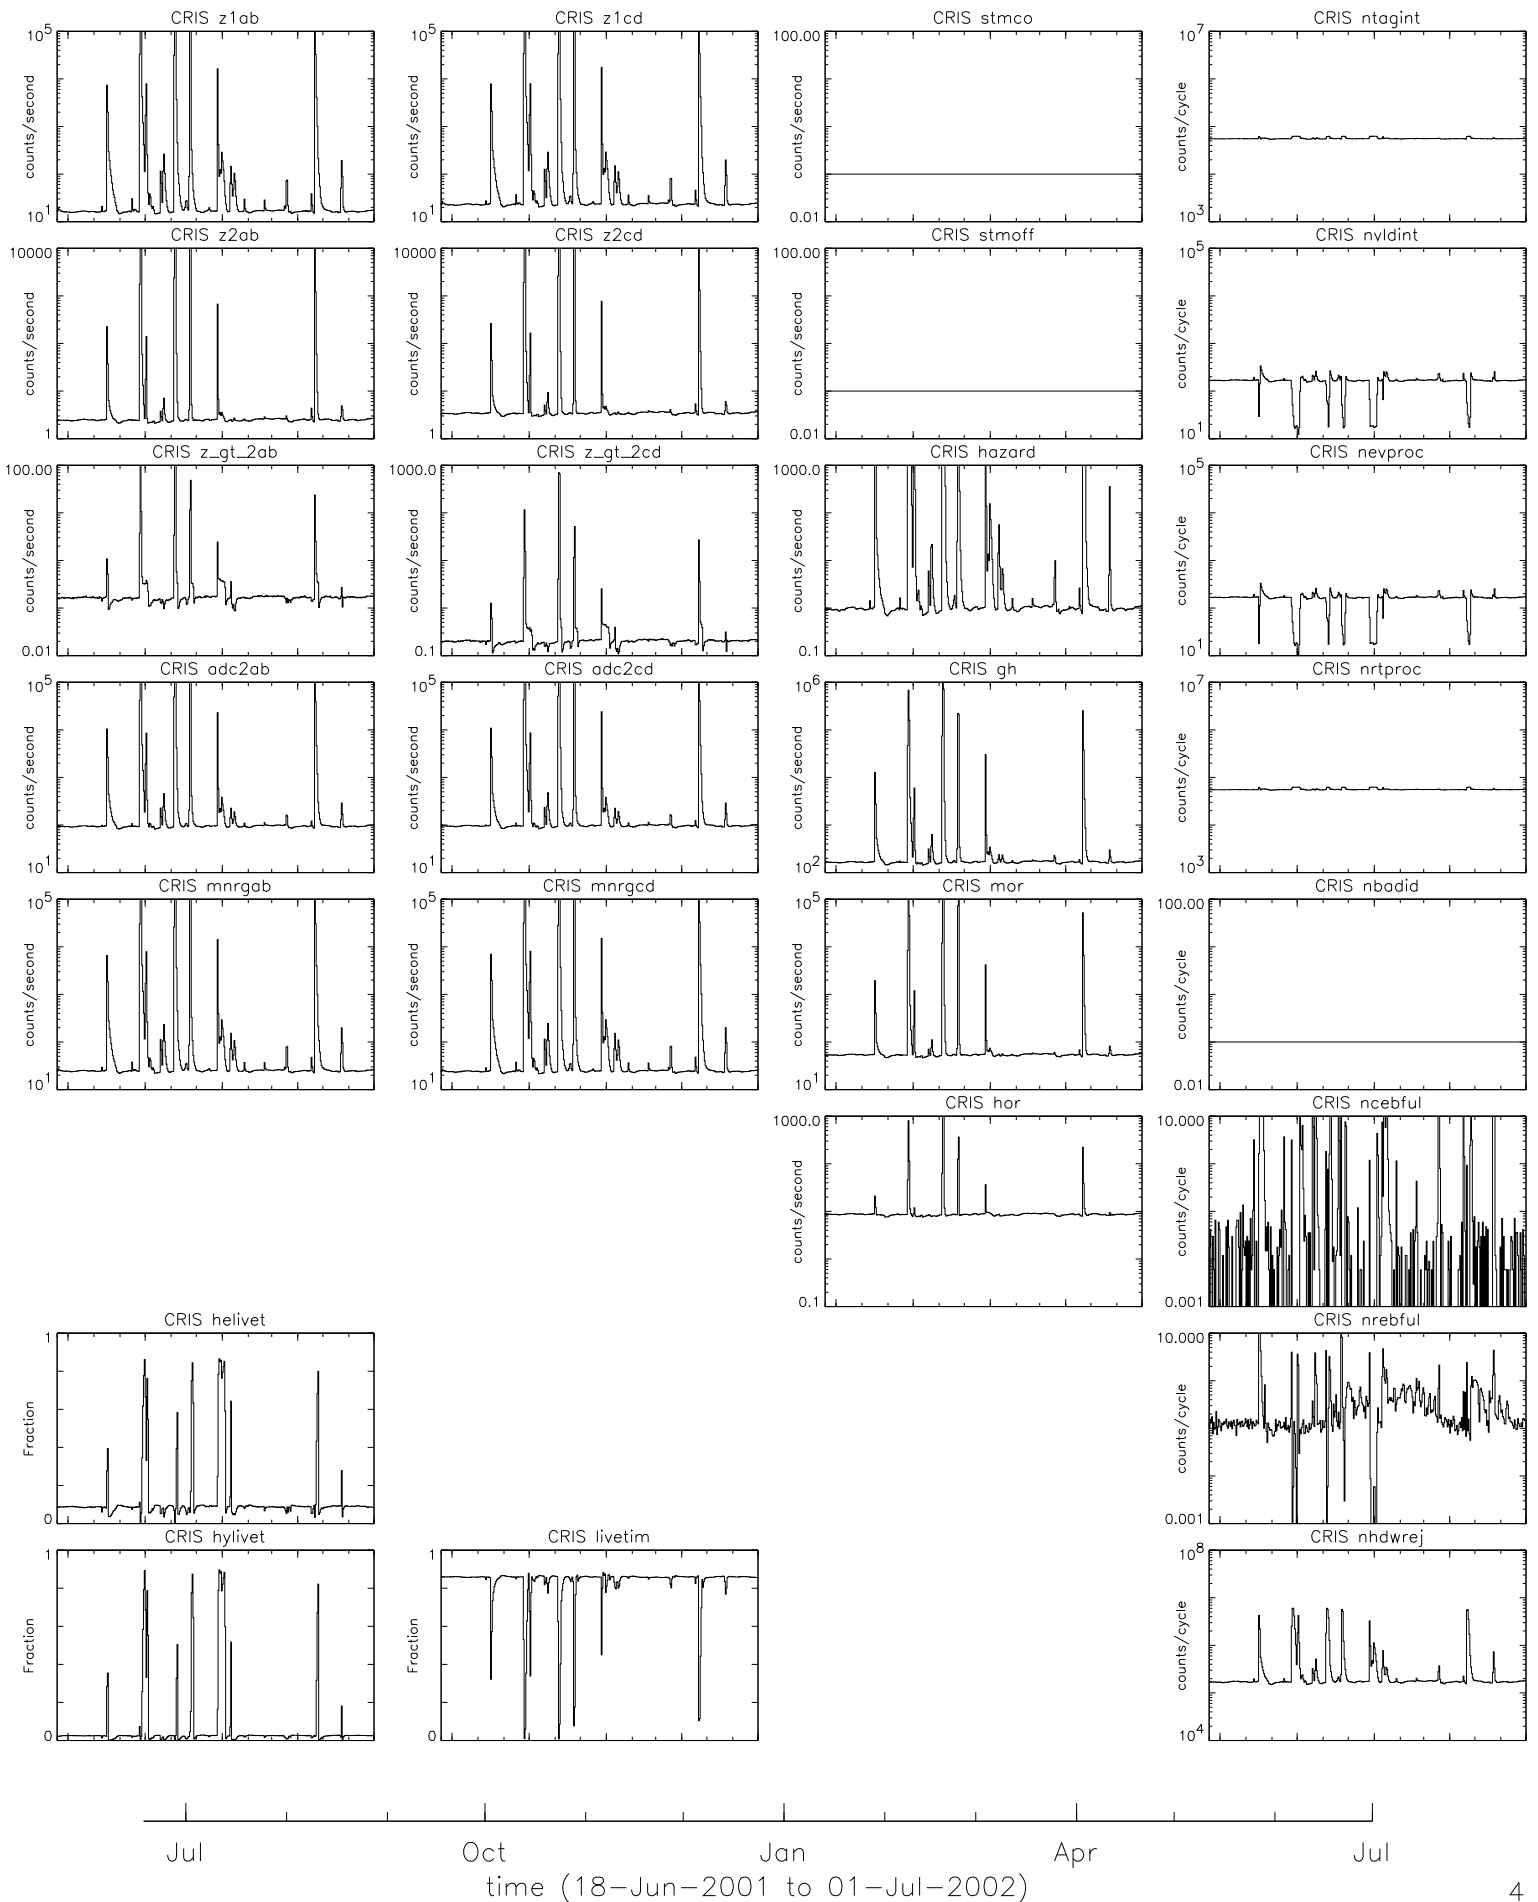 CRIS z1ab
10^5
counts/second
10^1
CRIS z1cd
10^5
counts/second
10^1
CRIS stmco
100.00
counts/second
0.01
CRIS ntagint
10^7
counts/cycle
10^3
CRIS z2ab
10000
counts/second
1
CRIS z2cd
10000
counts/second
1
CRIS stmoff
100.00
counts/second
0.01
CRIS nvldint
10^5
counts/cycle
10^1
CRIS z_gt_2ab
100.00
counts/second
0.01
CRIS z_gt_2cd
1000.0
counts/second
0.1
CRIS hazard
1000.0
counts/second
0.1
CRIS nevproc
10^5
counts/cycle
10^1
CRIS adc2ab
10^5
counts/second
10^1
CRIS adc2cd
10^5
counts/second
10^1
CRIS gh
10^6
counts/second
10^2
CRIS nrtproc
10^7
counts/cycle
10^3
CRIS mnrgab
10^5
counts/second
10^1
CRIS mnrgcd
10^5
counts/second
10^1
CRIS mor
10^5
counts/second
10^1
CRIS nbadid
100.00
counts/cycle
0.01
CRIS hor
1000.0
counts/second
0.1
CRIS ncebful
10.000
counts/cycle
0.001
CRIS helivet
1
Fraction
0
CRIS nrebful
10.000
counts/cycle
0.001
CRIS hylivet
1
Fraction
0
CRIS livetim
1
Fraction
0
CRIS nhdwrej
10^8
counts/cycle
10^4
Jul Oct Jan Apr Jul
time (18-Jun-2001 to 01-Jul-2002)
4